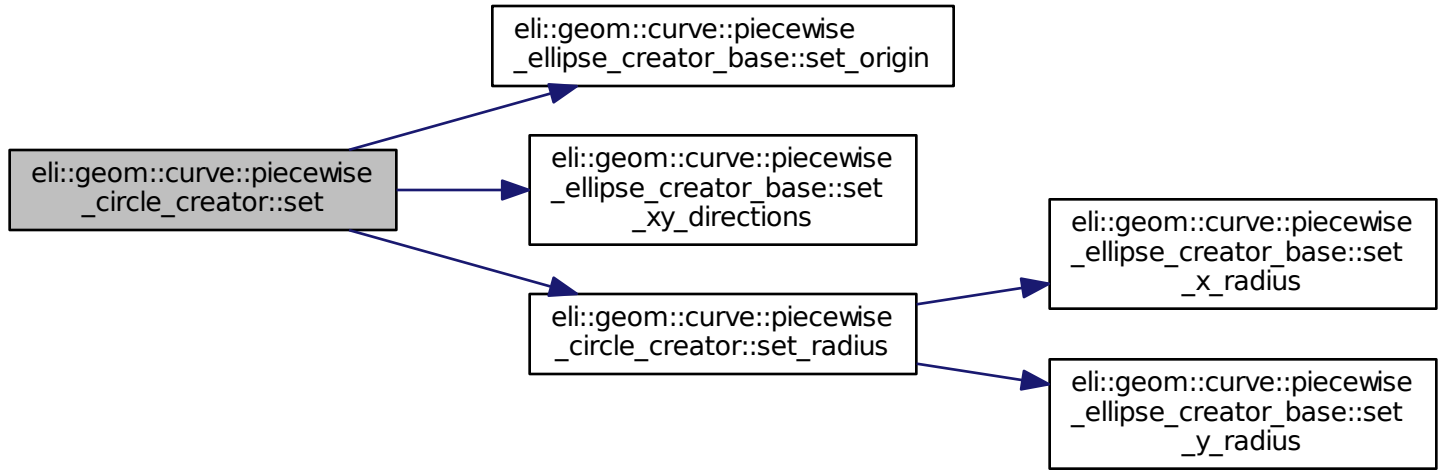 eli::geom::curve::piecewise
_ellipse_creator_base::set_origin
eli::geom::curve::piecewise
_circle_creator::set
eli::geom::curve::piecewise
_ellipse_creator_base::set
_xy_directions
eli::geom::curve::piecewise
_circle_creator::set_radius
eli::geom::curve::piecewise
_ellipse_creator_base::set
_x_radius
eli::geom::curve::piecewise
_ellipse_creator_base::set
_y_radius